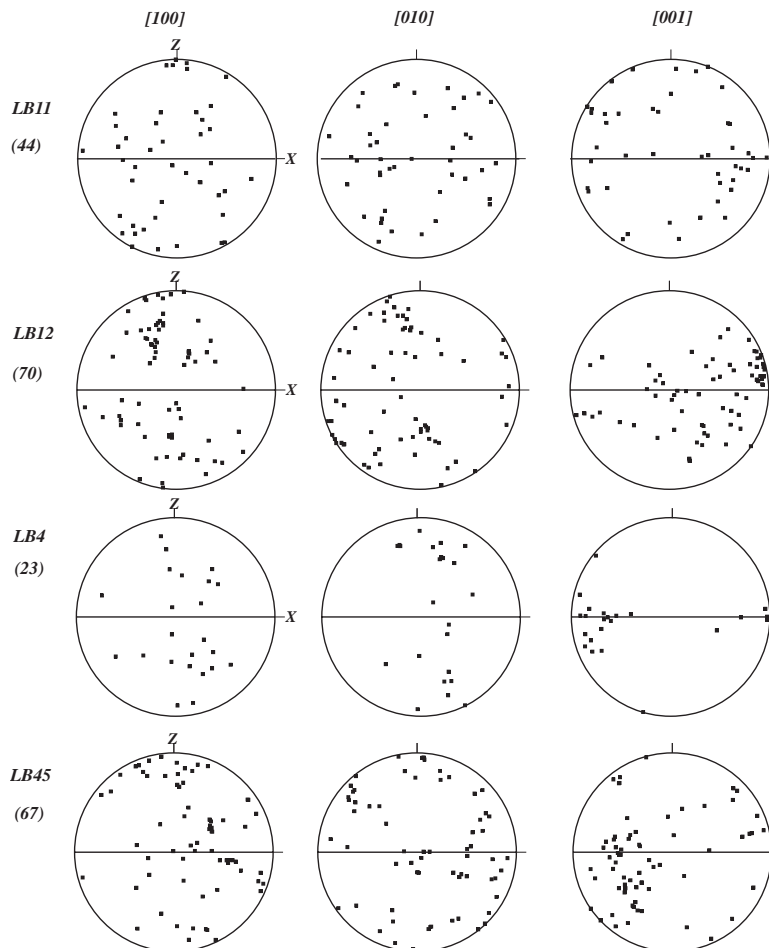 [100] [010] [001]
Z
LB11
(44)
X
Z
LB12
(70)
X
Z
LB4
(23)
X
Z
LB45
(67)